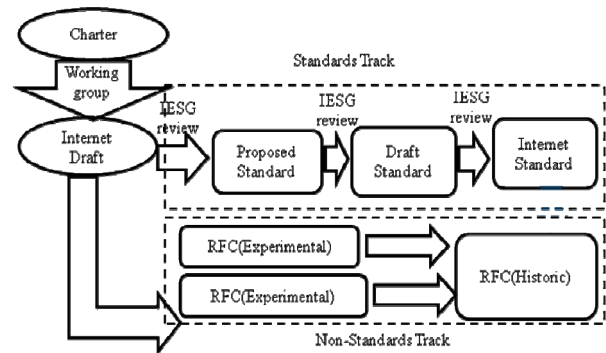 Charter
Standards Track
Working
group
IESG
review
IESG
review
IESG
review
Internet
Draft
Proposed
Standard
Draft
Standard
Internet
Standard
RFC(Experimental)
RFC(Experimental)
RFC(Historic)
Non-Standards Track